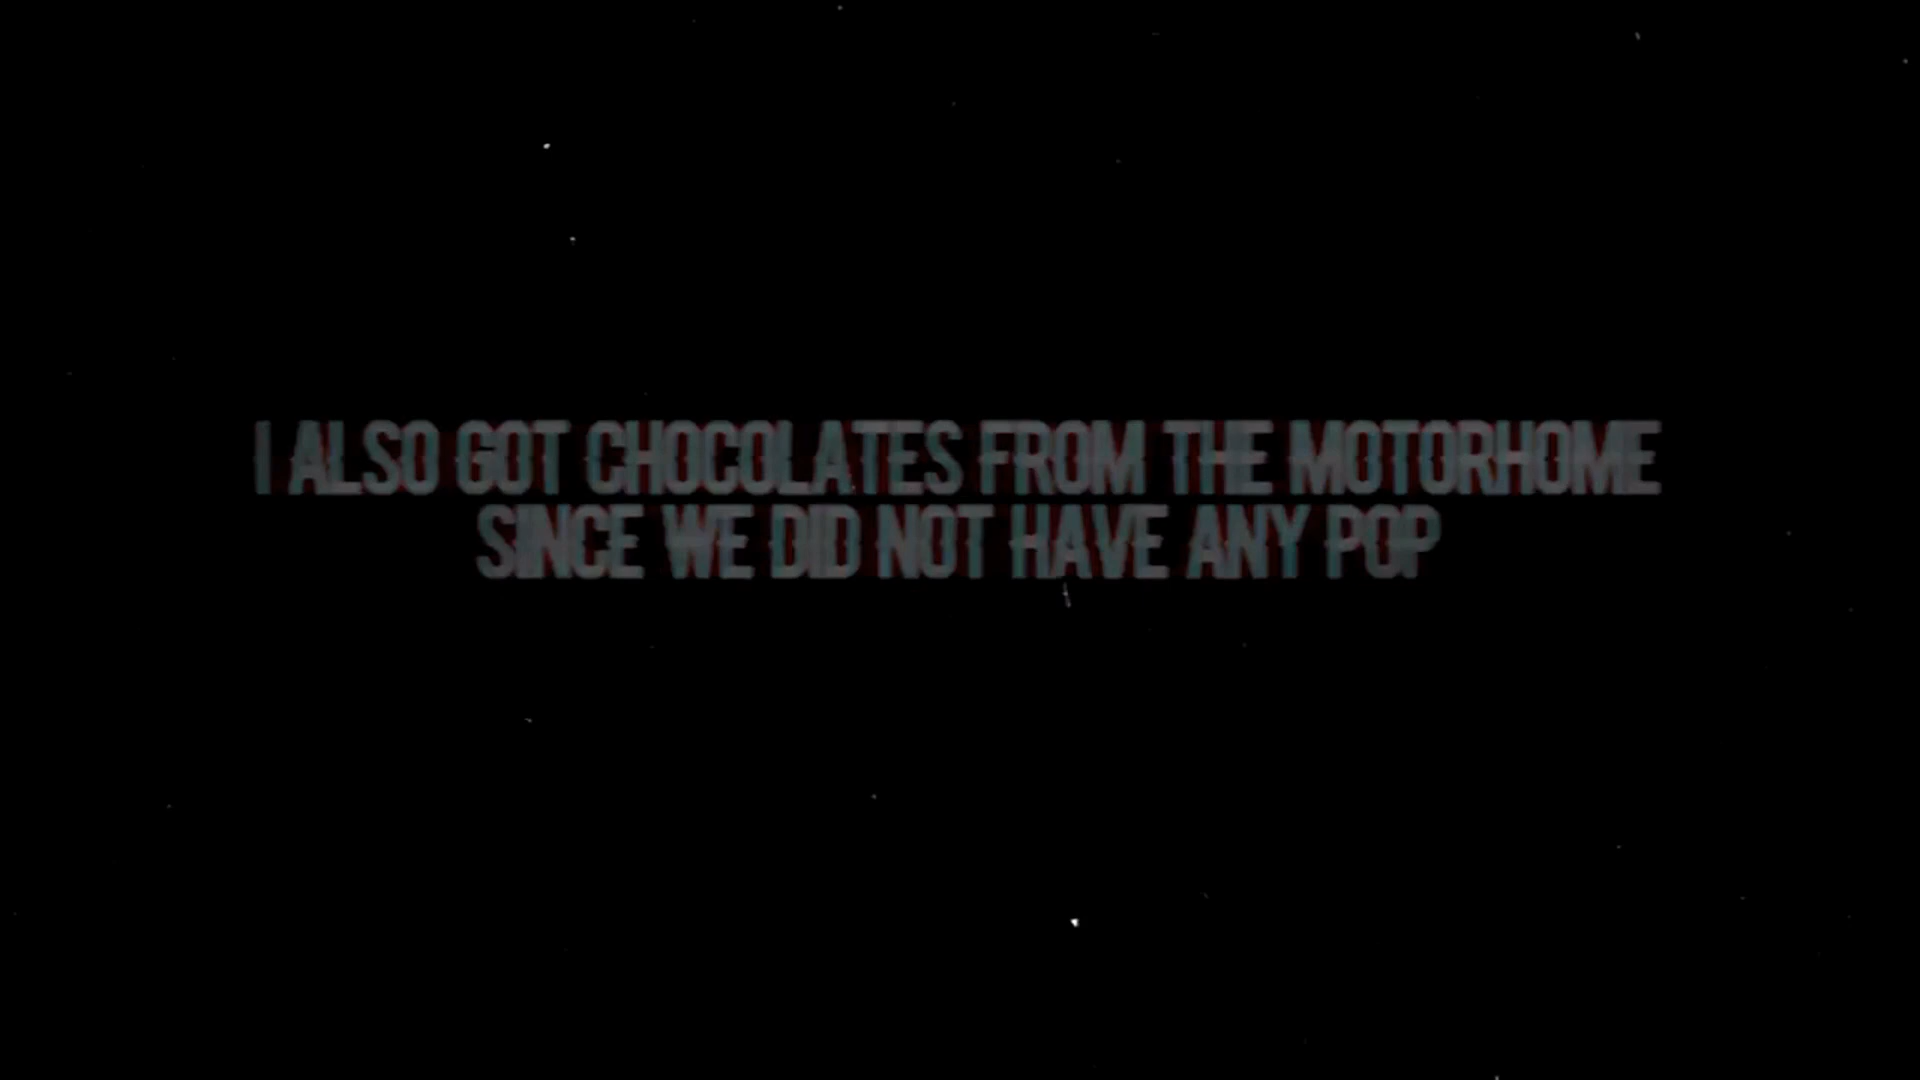 I ALSO GOT CHOCOLATES FROM THE MOTORHOME
SINCE WE DID NOT HAVE ANY POP